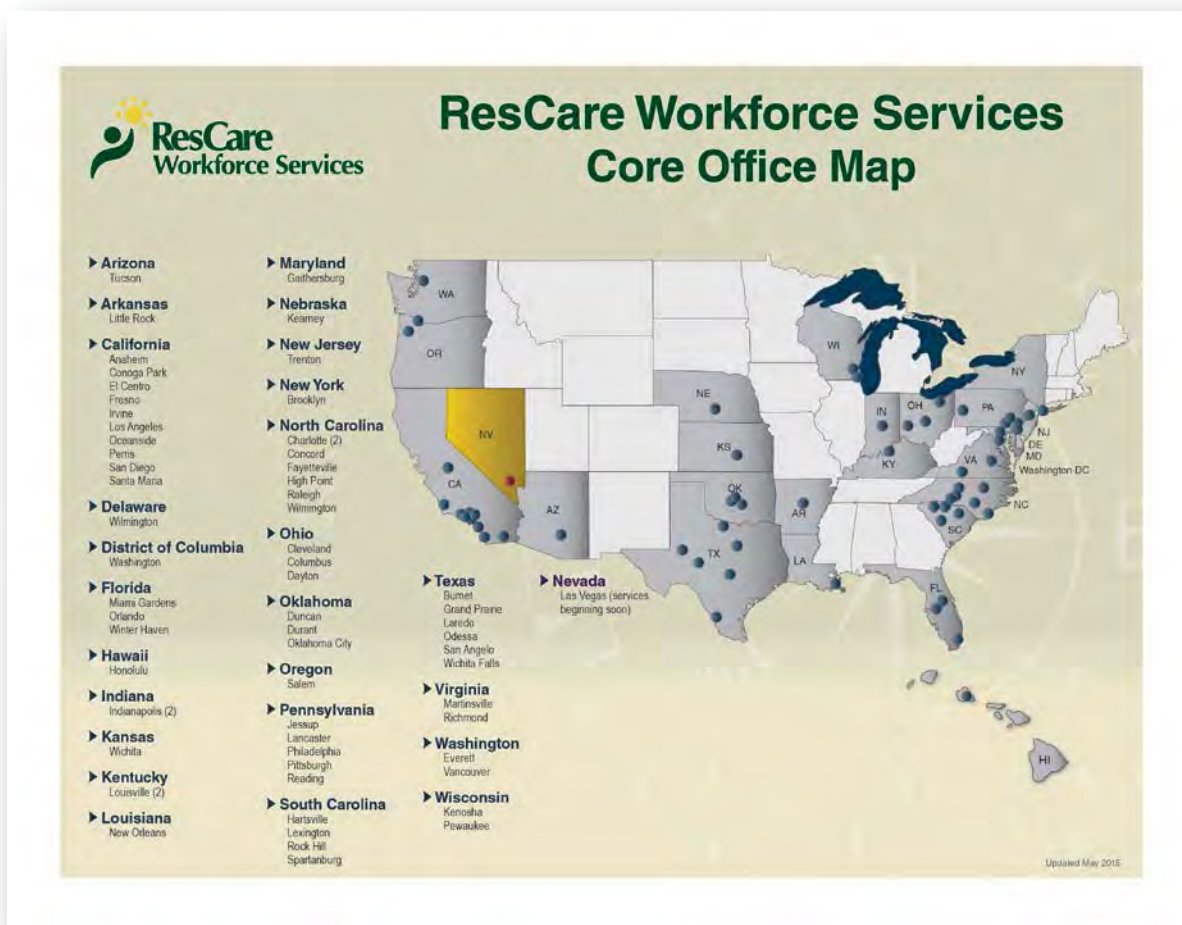 ResCare
Workforce Services
ResCare Workforce Services
Core Office Map
Arizona
Tucson
Arkansas
Little Rock
California
Anaheim
Conoga Park
El Centro
Fresno
Irvine
Los Angeles
Oceanside
Perris
San Diego
Santa Maria
Delaware
Wilmington
District of Columbia
Washington
Florida
Miami Gardens
Orlando
Winter Haven
Hawaii
Honolulu
Indiana
Indianapolis (2)
Kansas
Wichita
Kentucky
Louisville (2)
Louisiana
New Orleans
Maryland
Gaithersburg
Nebraska
Kearney
New Jersey
Trenton
New York
Brooklyn
North Carolina
Charlotte (2)
Concord
Fayetteville
High Point
Raleigh
Wilmington
Ohio
Cleveland
Columbus
Dayton
Oklahoma
Duncan
Durant
Oklahoma City
Oregon
Salem
Pennsylvania
Jessup
Lancaster
Philadelphia
Pittsburgh
Reading
South Carolina
Hartsville
Lexington
Rock Hill
Spartanburg
Texas
Burnet
Grand Prairie
Laredo
Odessa
San Angelo
Wichita Falls
Virginia
Martinsville
Richmond
Washington
Everett
Vancouver
Wisconsin
Kenosha
Pewaukee
Nevada
Las Vegas (services
beginning soon)
WA
OR
NV
CA
AZ
NE
KS
OK
TX
AR
LA
WI
IN
OH
KY
PA
NY
NJ
DE
MD
Washington DC
VA
NC
SC
FL
HI
Updated May 2015